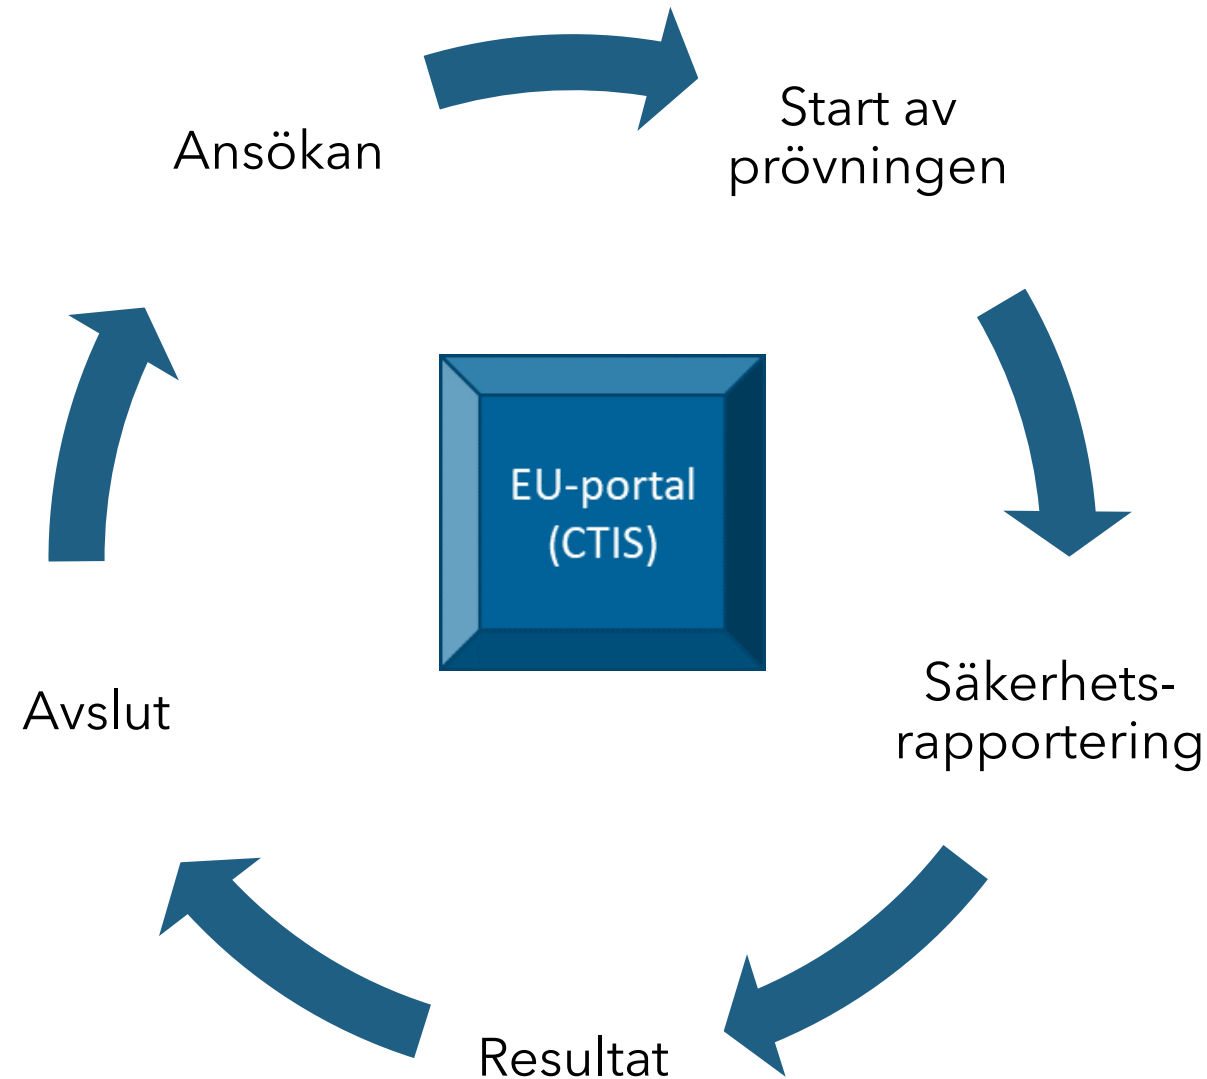 Ansökan
Start av
prövningen
EU-portal
(CTIS)
Säkerhets-
rapportering
Avslut
Resultat